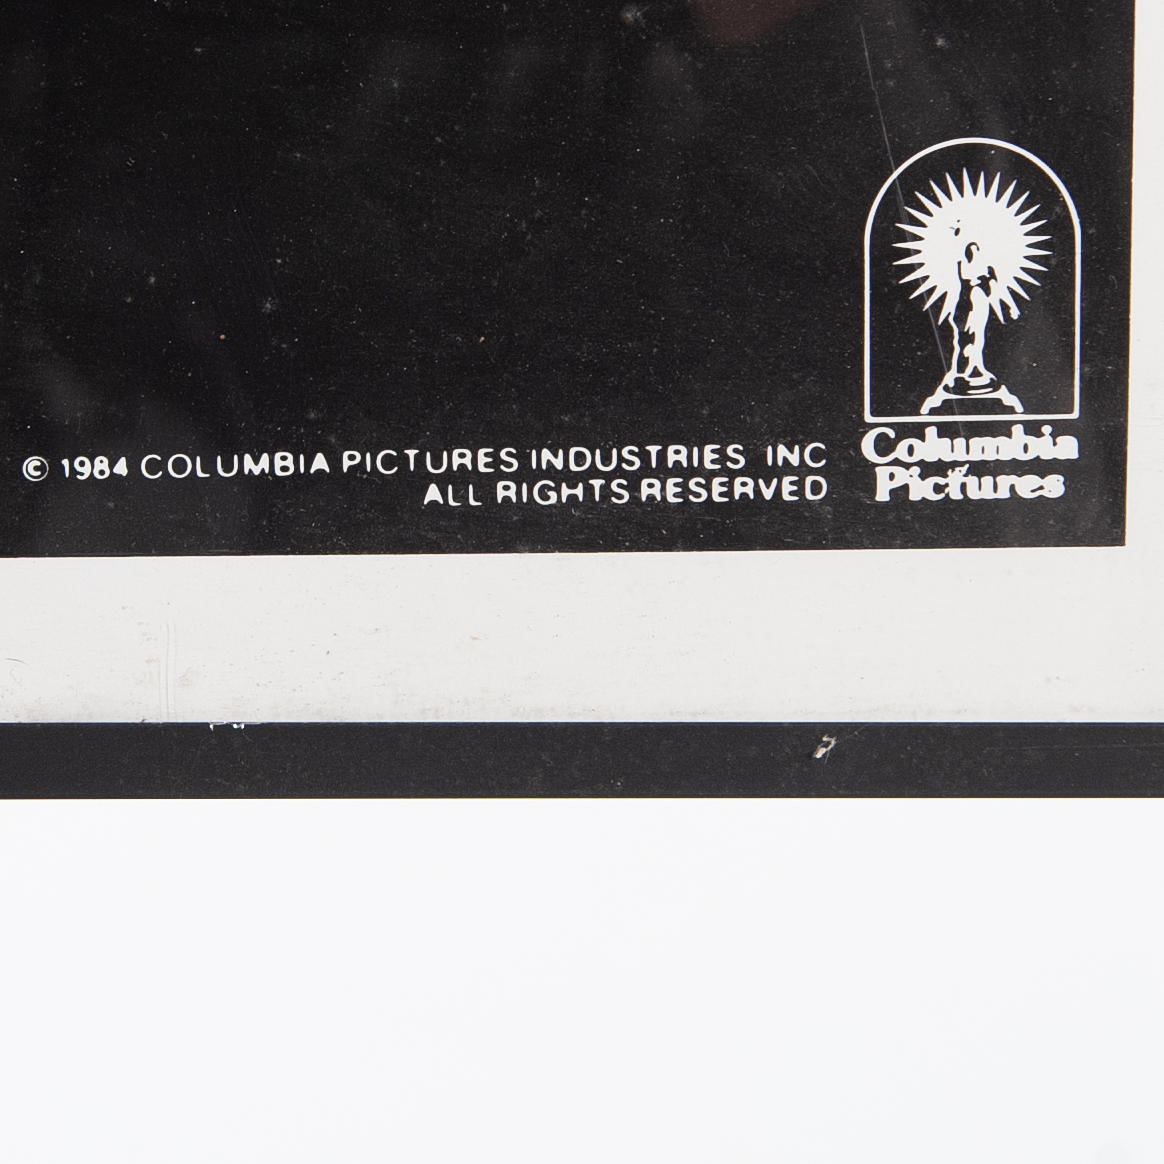 © 1984 COLUMBIA PICTURES INDUSTRIES INC
ALL RIGHTS RESERVED
Columbia
Pictures